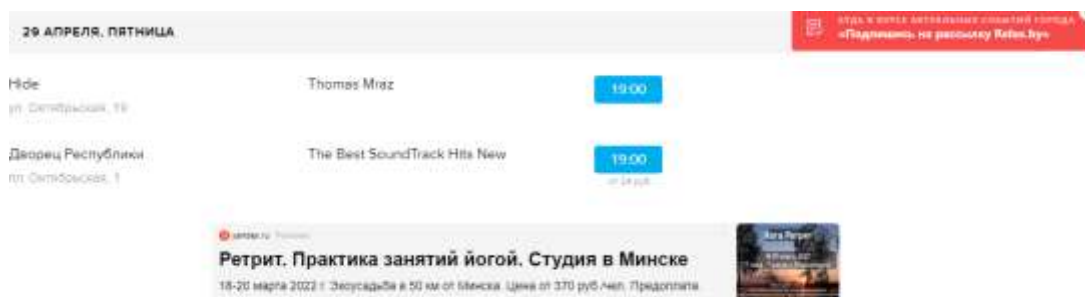 29 АПРЕЛЯ, ПЯТНИЦА
«Подпишись на рассылку Relax.by»
Hide
Thomas Mraz
19:00
ул. Октябрьская, 19
Дворец Республики
The Best SoundTrack Hits New
19:00
пл. Октябрьская, 1
Ретрит. Практика занятий йогой. Студия в Минске
18-20 марта 2022 г. Экоусадьба в 50 км от Минска. Цена от 370 руб./чел. Предоплата.